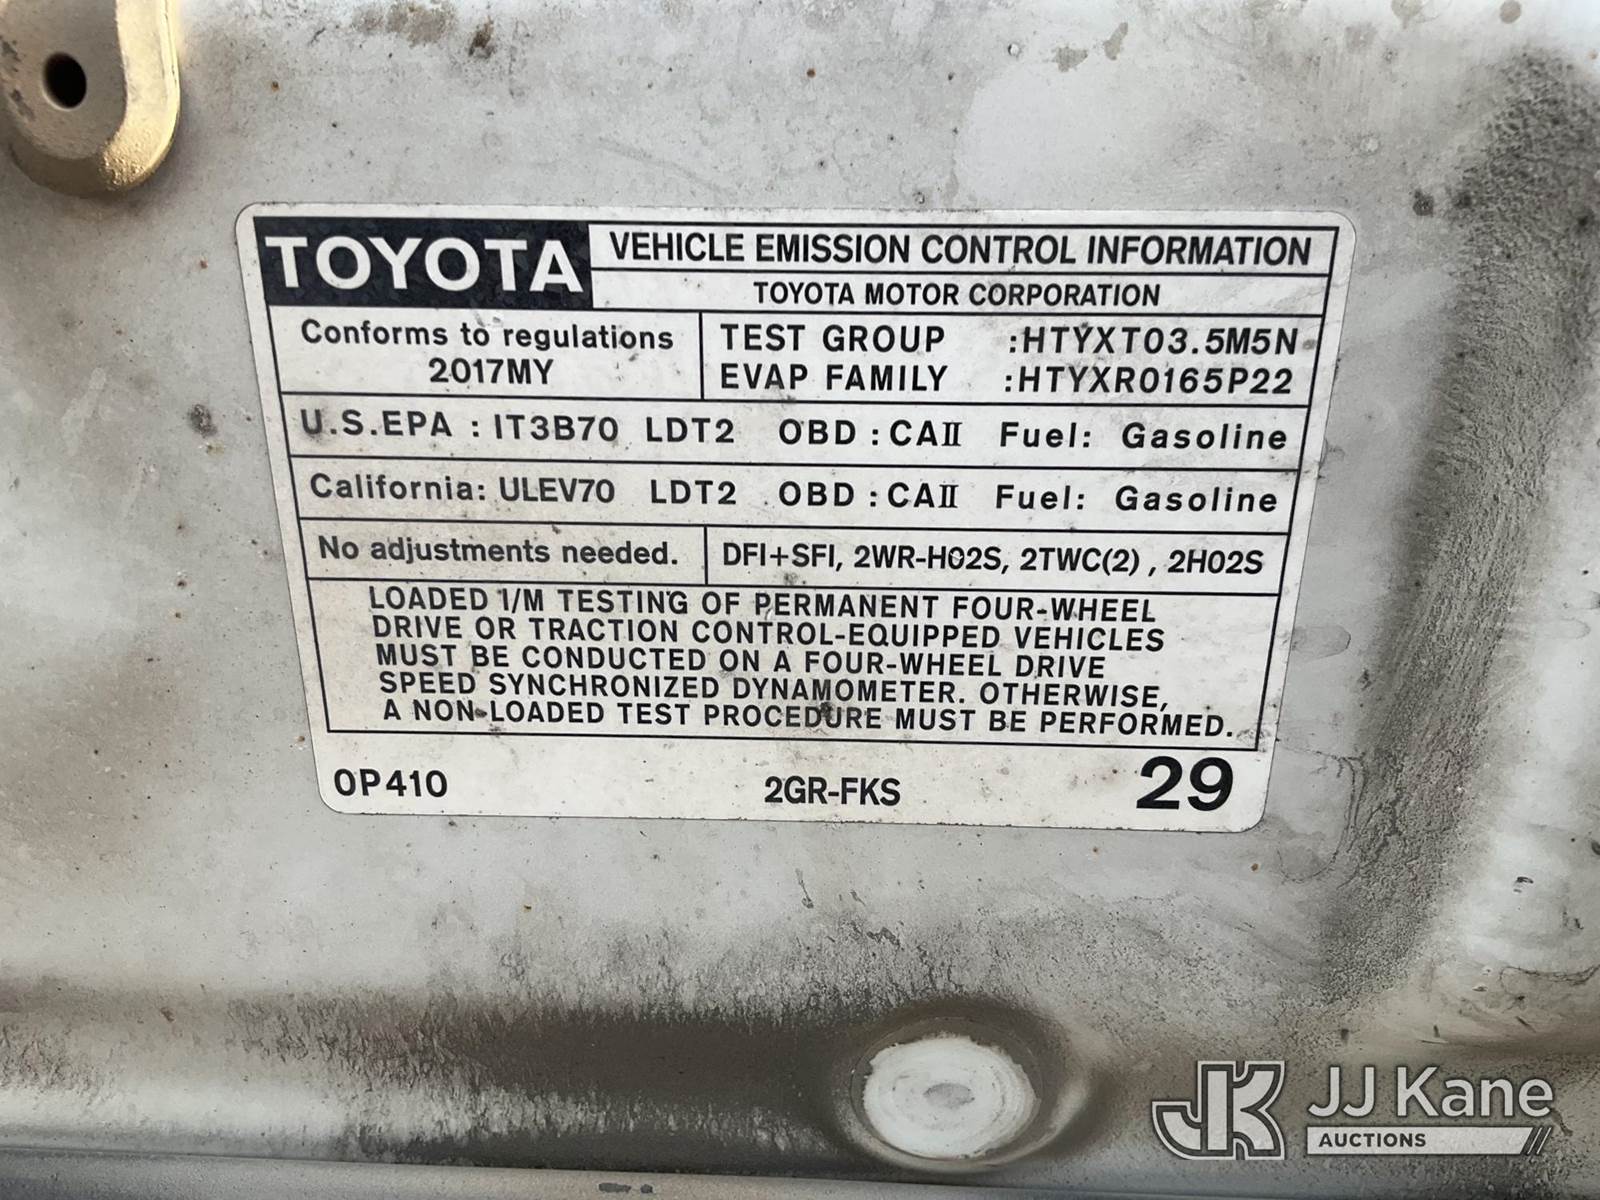 TOYOTA
VEHICLE EMISSION CONTROL INFORMATION
TOYOTA MOTOR CORPORATION
Conforms to regulations
2017MY
TEST GROUP :HTYXT03.5M5N
EVAP FAMILY :HTYXR0165P22
U.S.EPA : IT3B70 LDT2 OBD : CAII Fuel: Gasoline
California: ULEV70 LDT2 OBD : CAII Fuel: Gasoline
No adjustments needed.
DFI+SFI, 2WR-HO2S, 2TWC(2) , 2HO2S
LOADED I/M TESTING OF PERMANENT FOUR-WHEEL
DRIVE OR TRACTION CONTROL-EQUIPPED VEHICLES
MUST BE CONDUCTED ON A FOUR-WHEEL DRIVE
SPEED SYNCHRONIZED DYNAMOMETER. OTHERWISE,
A NON-LOADED TEST PROCEDURE MUST BE PERFORMED.
0P410
2GR-FKS
29
JK JJ Kane
AUCTIONS